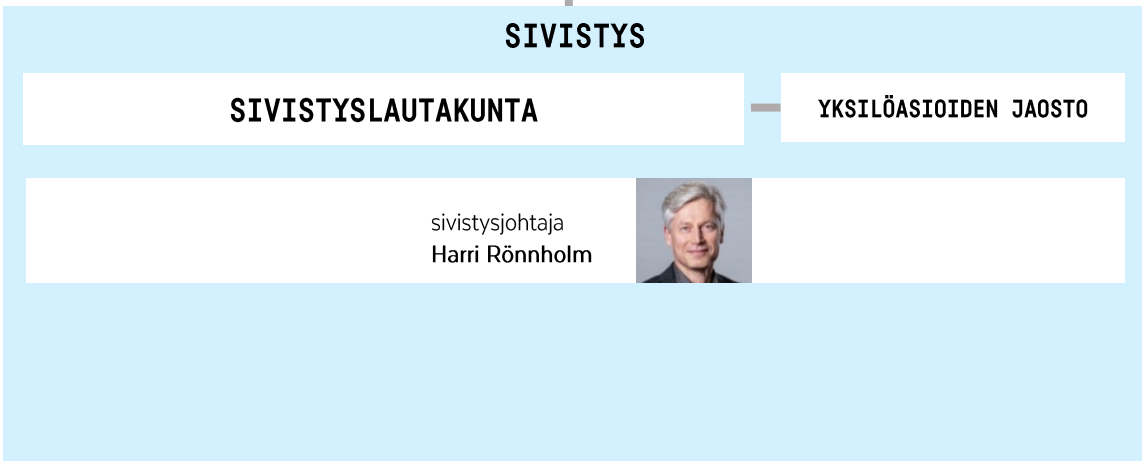 SIVISTYS
SIVISTYSLAUTAKUNTA
YKSILÖASIOIDEN JAOSTO
sivistysjohtaja
Harri Rönnholm